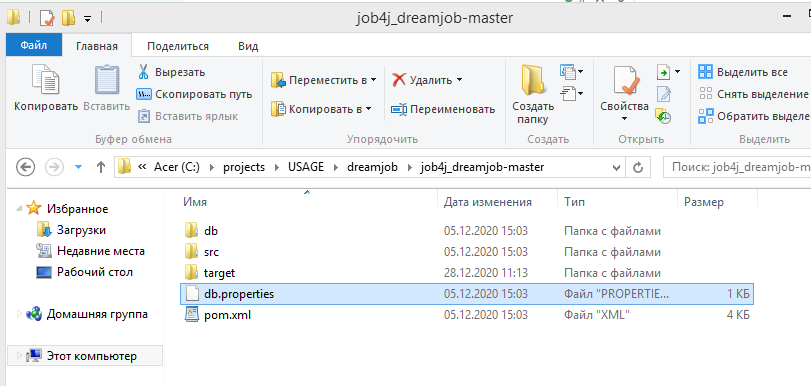 job4j_dreamjob-master
Файл Главная Поделиться Вид
Копировать Вставить Вырезать Скопировать путь Вставить ярлык
Буфер обмена
Переместить в Копировать в Удалить Переименовать
Упорядочить
Создать папку
Создать
Свойства
Открыть
Выделить все
Снять выделение
Обратить выделе
Выделить
« Acer (C:) projects USAGE dreamjob job4j_dreamjob-master
Поиск: job4j_dreamjob-m
Избранное
Загрузки
Недавние места
Рабочий стол
Домашняя группа
Этот компьютер
Имя Дата изменения Тип Размер
db 05.12.2020 15:03 Папка с файлами
src 05.12.2020 15:03 Папка с файлами
target 28.12.2020 11:13 Папка с файлами
db.properties 05.12.2020 15:03 Файл "PROPERTIE... 1 КБ
pom.xml 05.12.2020 15:03 Файл "XML" 4 КБ